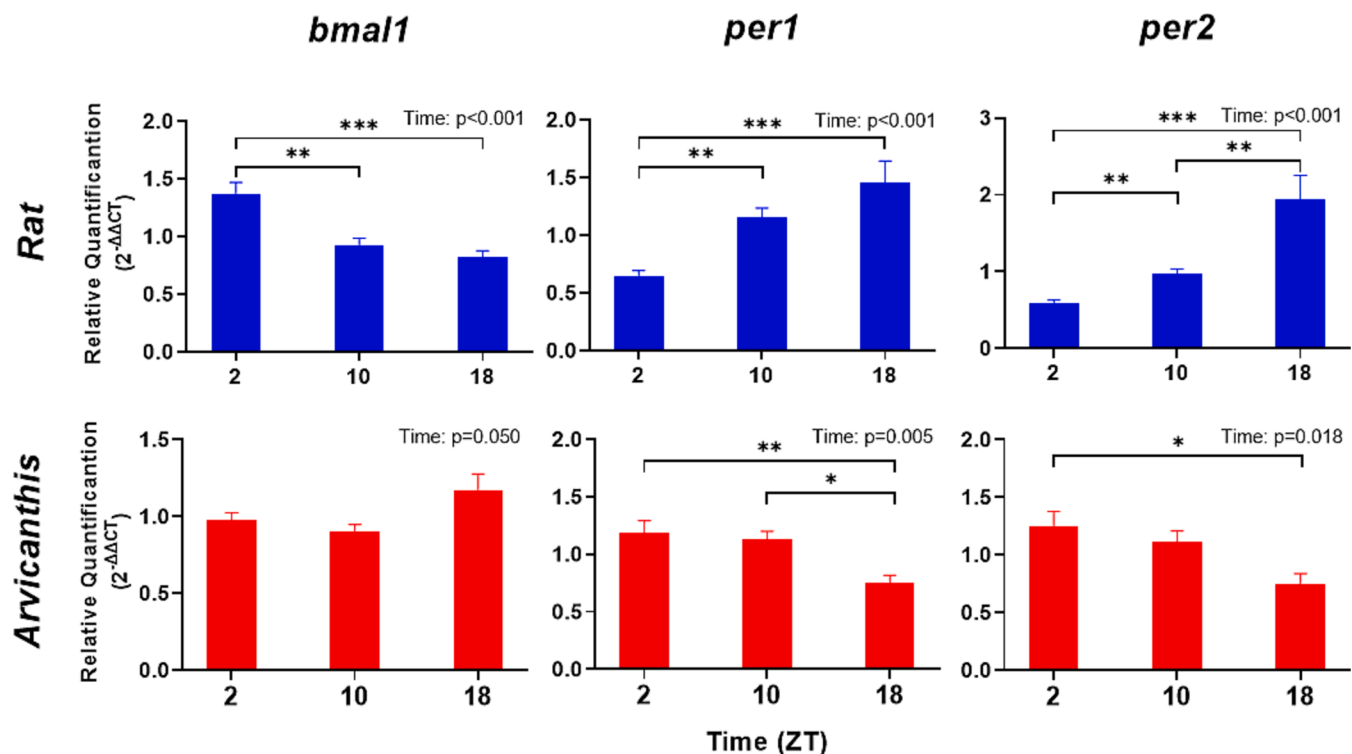 bmal1 per1 per2
Rat
Relative Quantificantion
(2^-ΔΔCT)
2.0
1.5
1.0
0.5
0.0
Time: p<0.001
***
**
2 10 18
2.0
1.5
1.0
0.5
0.0
Time: p<0.001
***
**
2 10 18
3
2
1
0
Time: p<0.001
***
**
**
2 10 18
Arvicanthis
Relative Quantificantion
(2^-ΔΔCT)
1.5
1.0
0.5
0.0
Time: p=0.050
2 10 18
2.0
1.5
1.0
0.5
0.0
Time: p=0.005
**
*
2 10 18
2.0
1.5
1.0
0.5
0.0
Time: p=0.018
*
2 10 18
Time (ZT)